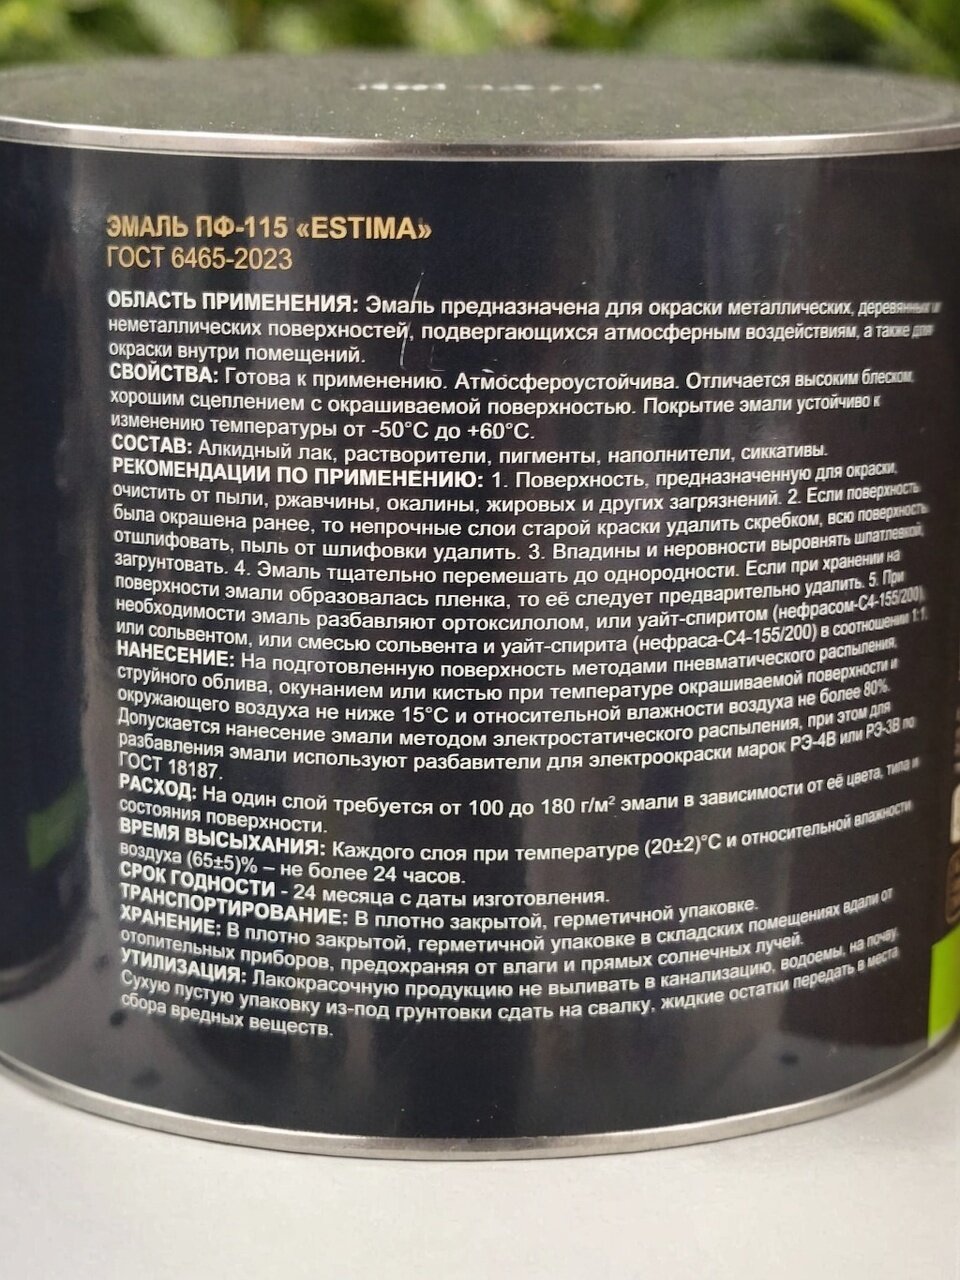 ЭМАЛЬ ПФ-115 «ESTIMA»
ГОСТ 6465-2023
ОБЛАСТЬ ПРИМЕНЕНИЯ: Эмаль предназначена для окраски металлических, деревянных и
неметаллических поверхностей, подвергающихся атмосферным воздействиям, а также для
окраски внутри помещений.
СВОЙСТВА: Готова к применению. Атмосфероустойчива. Отличается высоким блеском,
хорошим сцеплением с окрашиваемой поверхностью. Покрытие эмали устойчиво к
изменению температуры от -50°С до +60°С.
СОСТАВ: Алкидный лак, растворители, пигменты, наполнители, сиккативы.
РЕКОМЕНДАЦИИ ПО ПРИМЕНЕНИЮ: 1. Поверхность, предназначенную для окраски,
очистить от пыли, ржавчины, окалины, жировых и других загрязнений. 2. Если поверхность
была окрашена ранее, то непрочные слои старой краски удалить скребком, всю поверхность
отшлифовать, пыль от шлифовки удалить. 3. Впадины и неровности выровнять шпатлевкой,
загрунтовать. 4. Эмаль тщательно перемешать до однородности. Если при хранении на
поверхности эмали образовалась пленка, то её следует предварительно удалить. 5. При
необходимости эмаль разбавляют ортоксилолом, или уайт-спиритом (нефрасом-С4-155/200),
или сольвентом, или смесью сольвента и уайт-спирита (нефраса-С4-155/200) в соотношении 1:1.
НАНЕСЕНИЕ: На подготовленную поверхность методами пневматического распыления,
струйного облива, окунанием или кистью при температуре окрашиваемой поверхности и
окружающего воздуха не ниже 15°С и относительной влажности воздуха не более 80%.
Допускается нанесение эмали методом электростатического распыления, при этом для
разбавления эмали используют разбавители для электроокраски марок РЭ-4В или РЭ-3В по
ГОСТ 18187.
РАСХОД: На один слой требуется от 100 до 180 г/м² эмали в зависимости от её цвета, типа и
состояния поверхности.
ВРЕМЯ ВЫСЫХАНИЯ: Каждого слоя при температуре (20±2)°С и относительной влажности
воздуха (65±5)% – не более 24 часов.
СРОК ГОДНОСТИ - 24 месяца с даты изготовления.
ТРАНСПОРТИРОВАНИЕ: В плотно закрытой, герметичной упаковке.
ХРАНЕНИЕ: В плотно закрытой, герметичной упаковке в складских помещениях вдали от
отопительных приборов, предохраняя от влаги и прямых солнечных лучей.
УТИЛИЗАЦИЯ: Лакокрасочную продукцию не выливать в канализацию, водоемы, на почву.
Сухую пустую упаковку из-под грунтовки сдать на свалку, жидкие остатки передать в места
сбора вредных веществ.